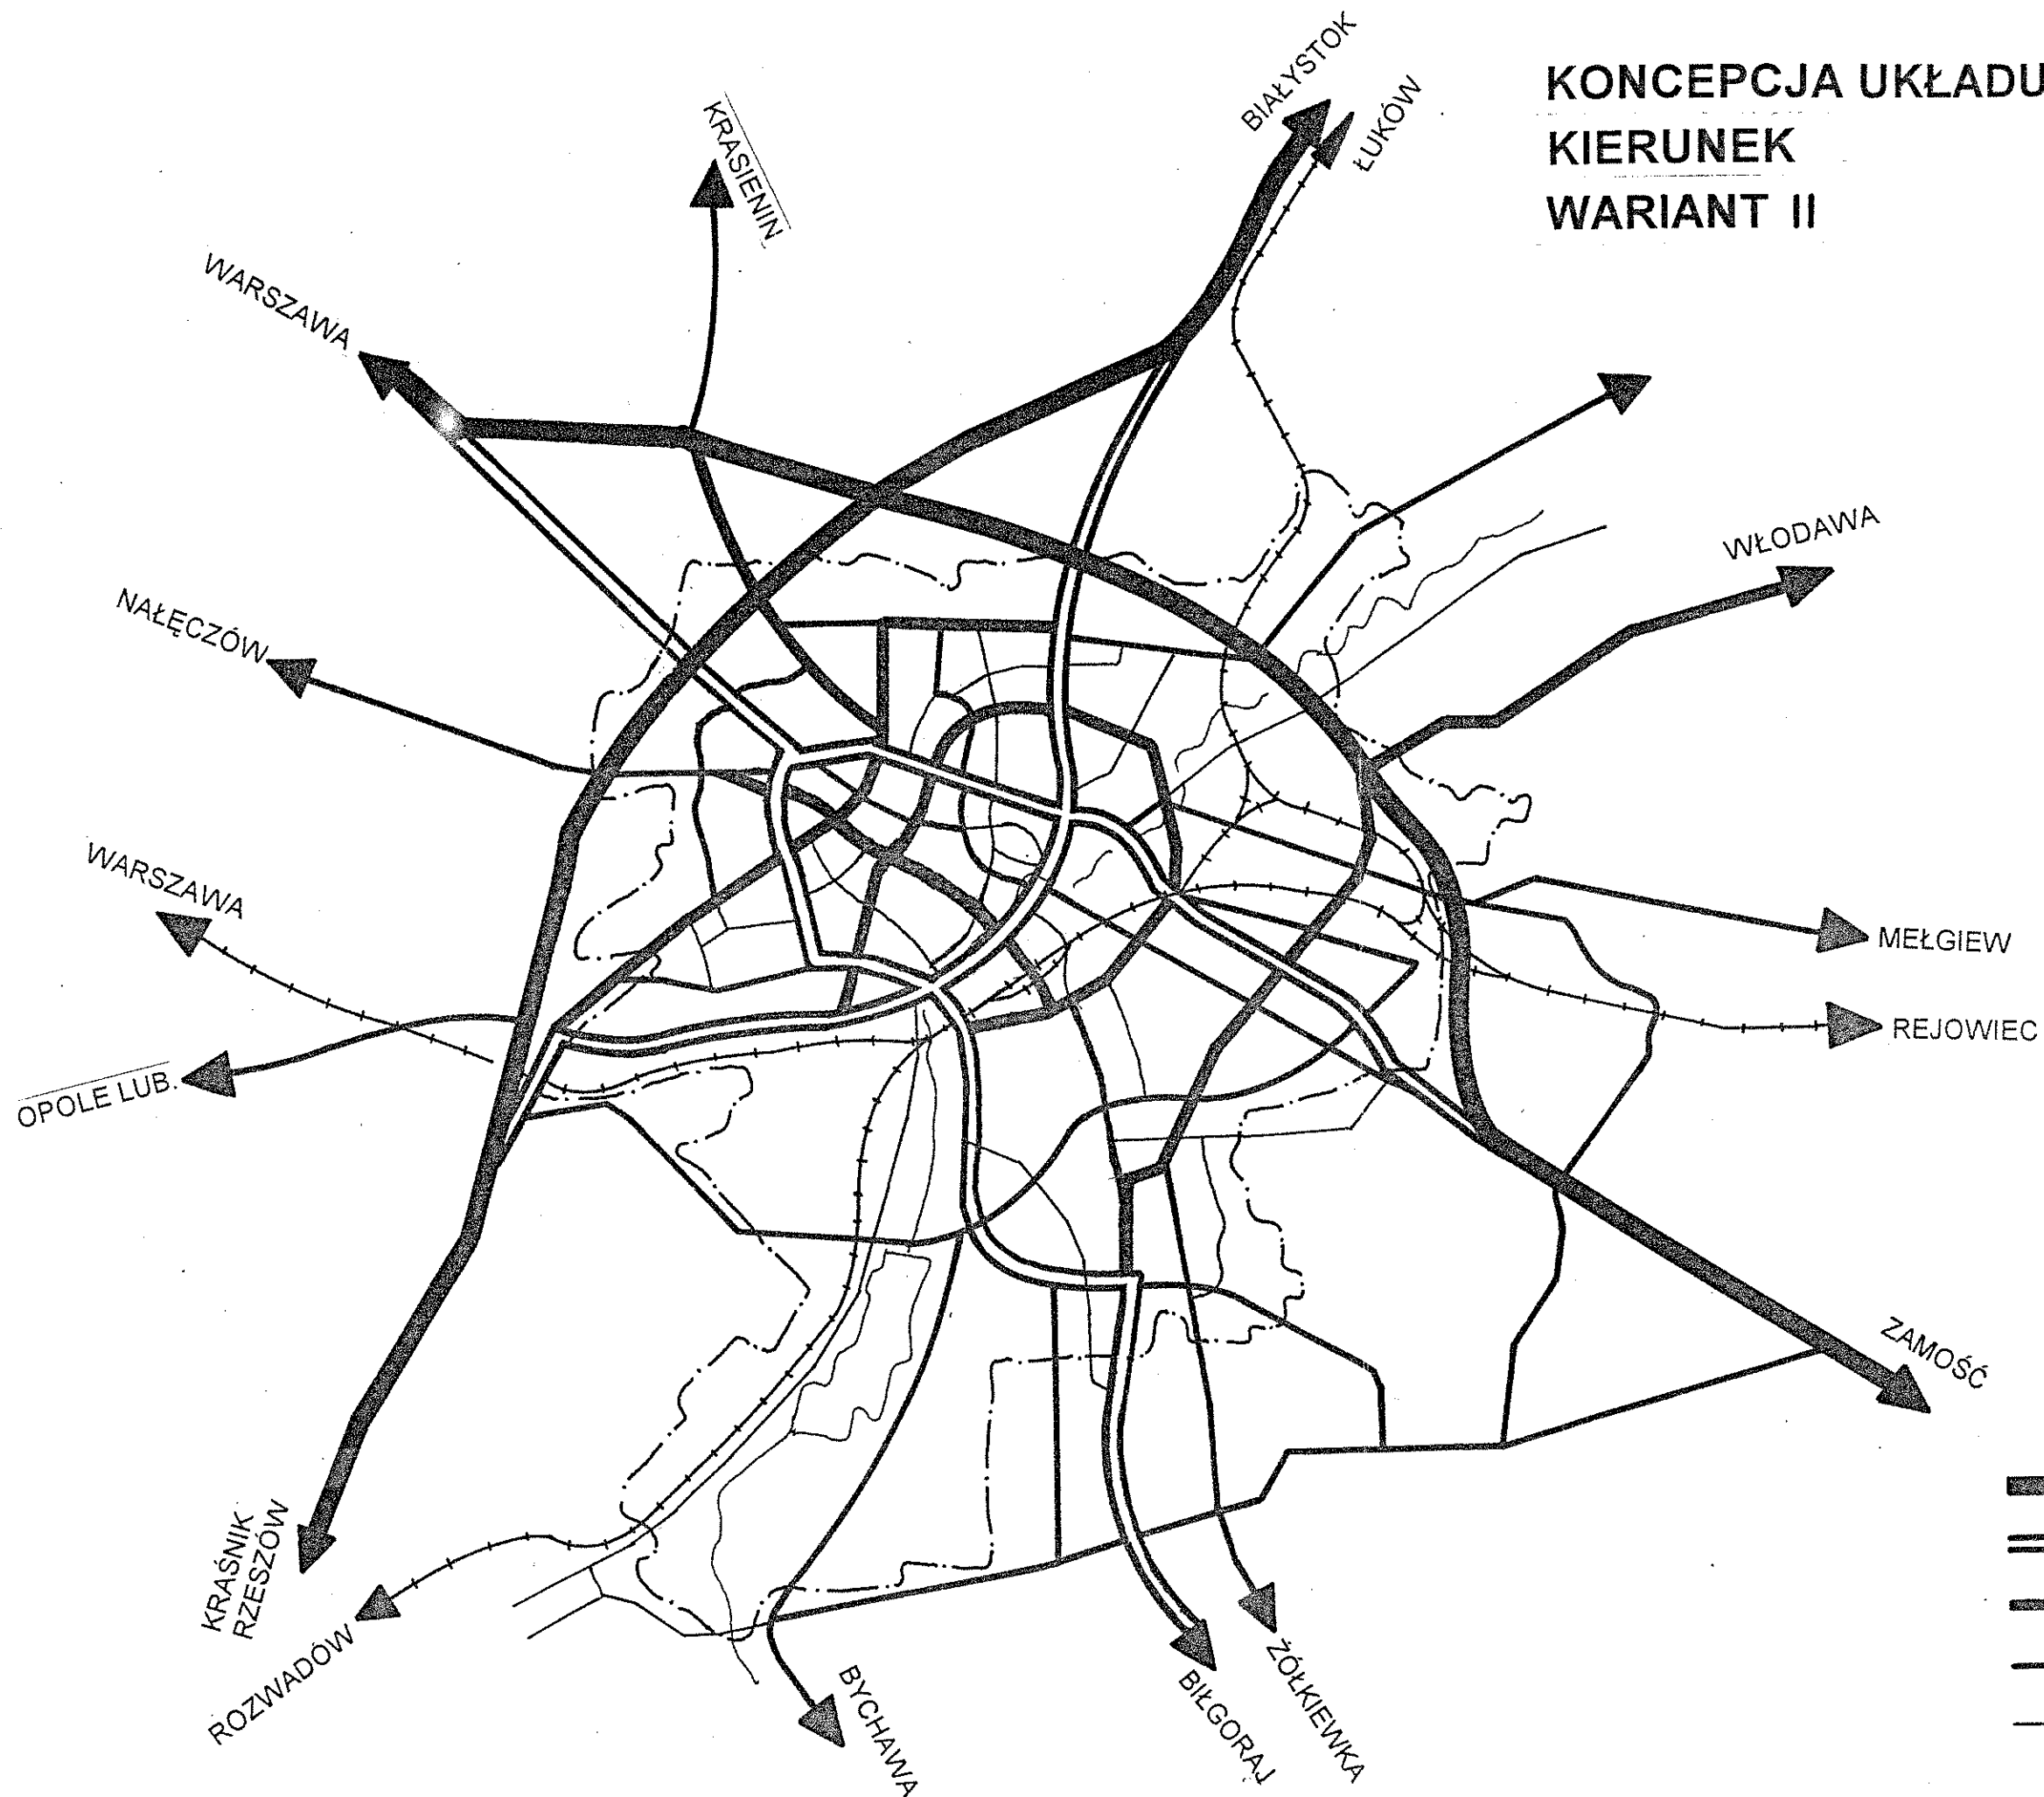 KONCEPCJA UKŁADU
KIERUNEK
WARIANT II
BIAŁYSTOK
ŁUKÓW
KRASIENIN
WARSZAWA
WŁODAWA
NAŁĘCZÓW
WARSZAWA
MEŁGIEW
REJOWIEC
OPOLE LUB.
ZAMOŚĆ
KRAŚNIK
RZESZÓW
ROZWADÓW
BYCHAWA
BIŁGORAJ
ŻÓŁKIEWKA